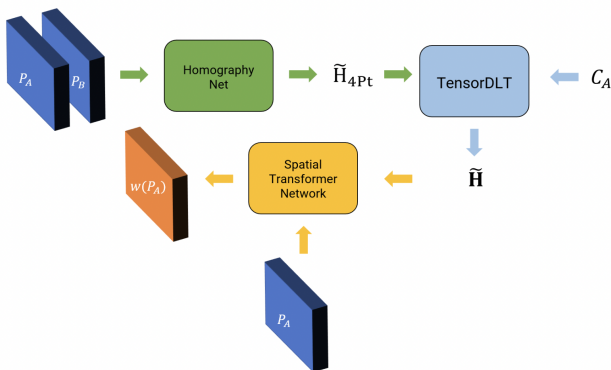 P_A
P_B
Homography
Net
H̃_4Pt
TensorDLT
C_A
w(P_A)
Spatial
Transformer
Network
H̃
P_A